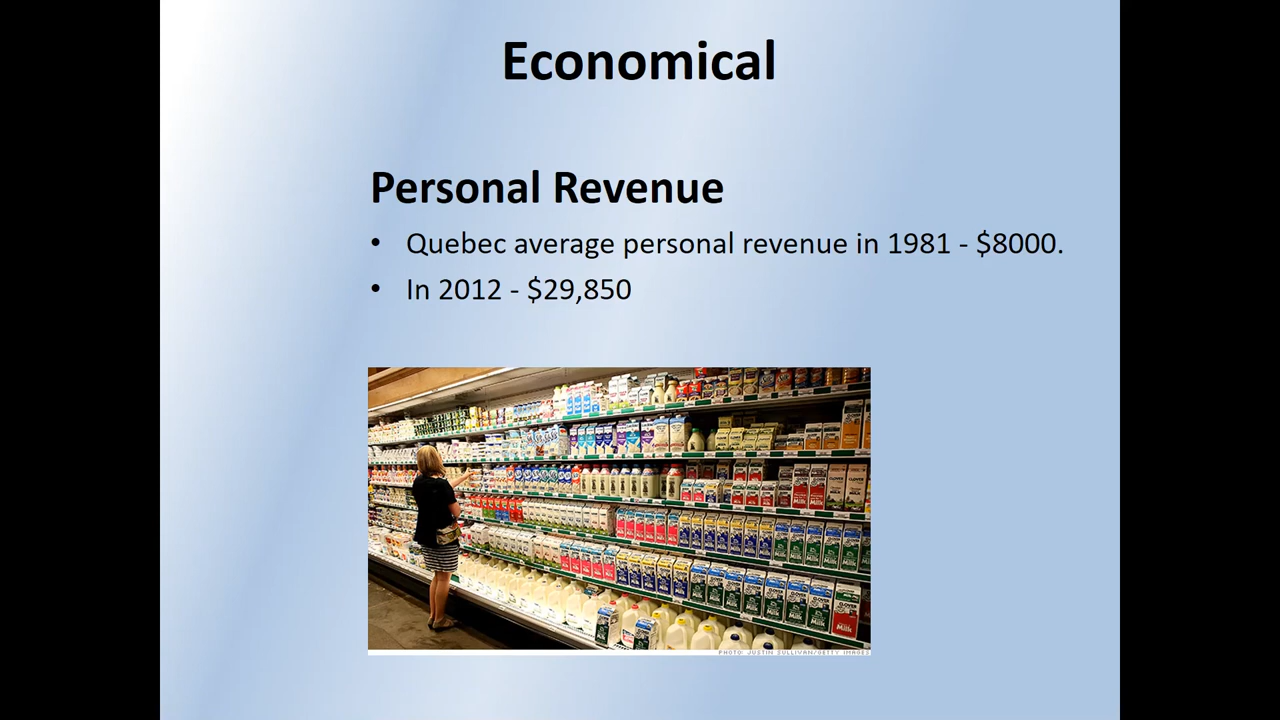 Economical
Personal Revenue
• Quebec average personal revenue in 1981 - $8000.
• In 2012 - $29,850
PHOTO: JUSTIN SULLIVAN/GETTY IMAGES